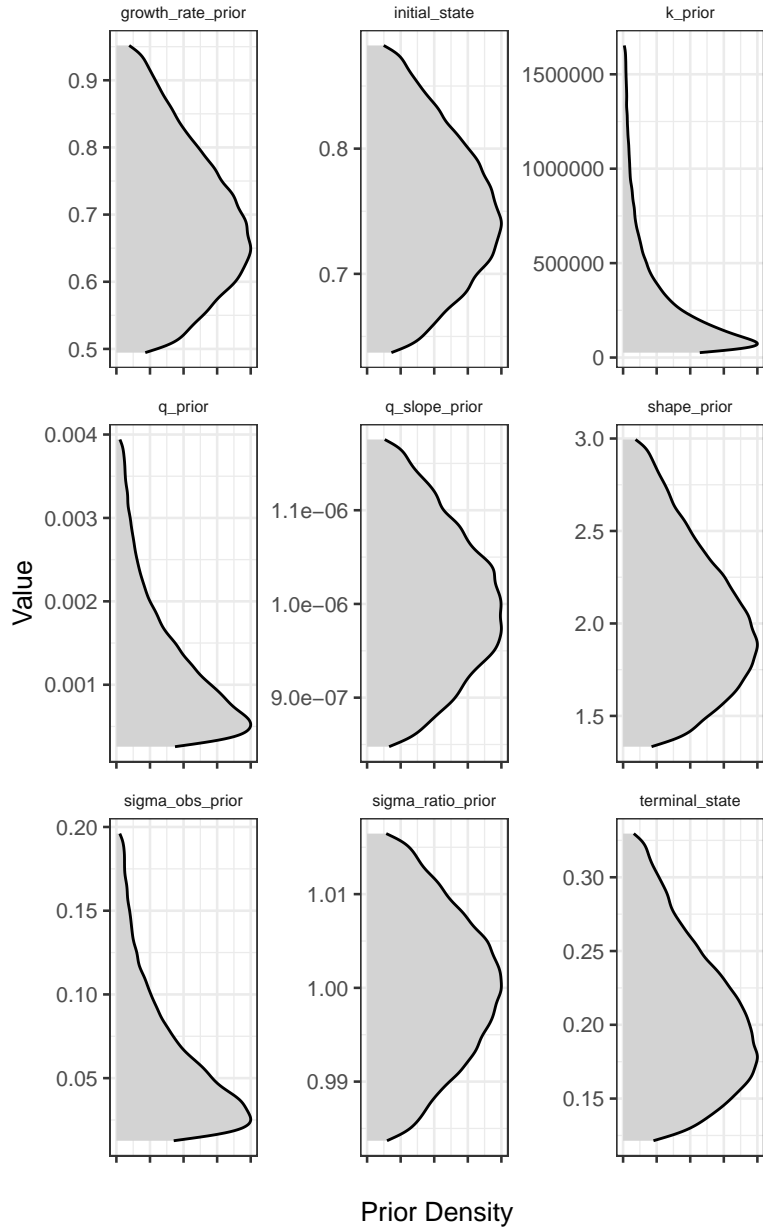 growth_rate_prior
initial_state
k_prior
0.9
0.8
0.7
0.6
0.5
0.8
0.7
1500000
1000000
500000
0
q_prior
q_slope_prior
shape_prior
0.004
0.003
0.002
0.001
1.1e−06
1.0e−06
9.0e−07
3.0
2.5
2.0
1.5
Value
sigma_obs_prior
sigma_ratio_prior
terminal_state
0.20
0.15
0.10
0.05
1.01
1.00
0.99
0.30
0.25
0.20
0.15
Prior Density